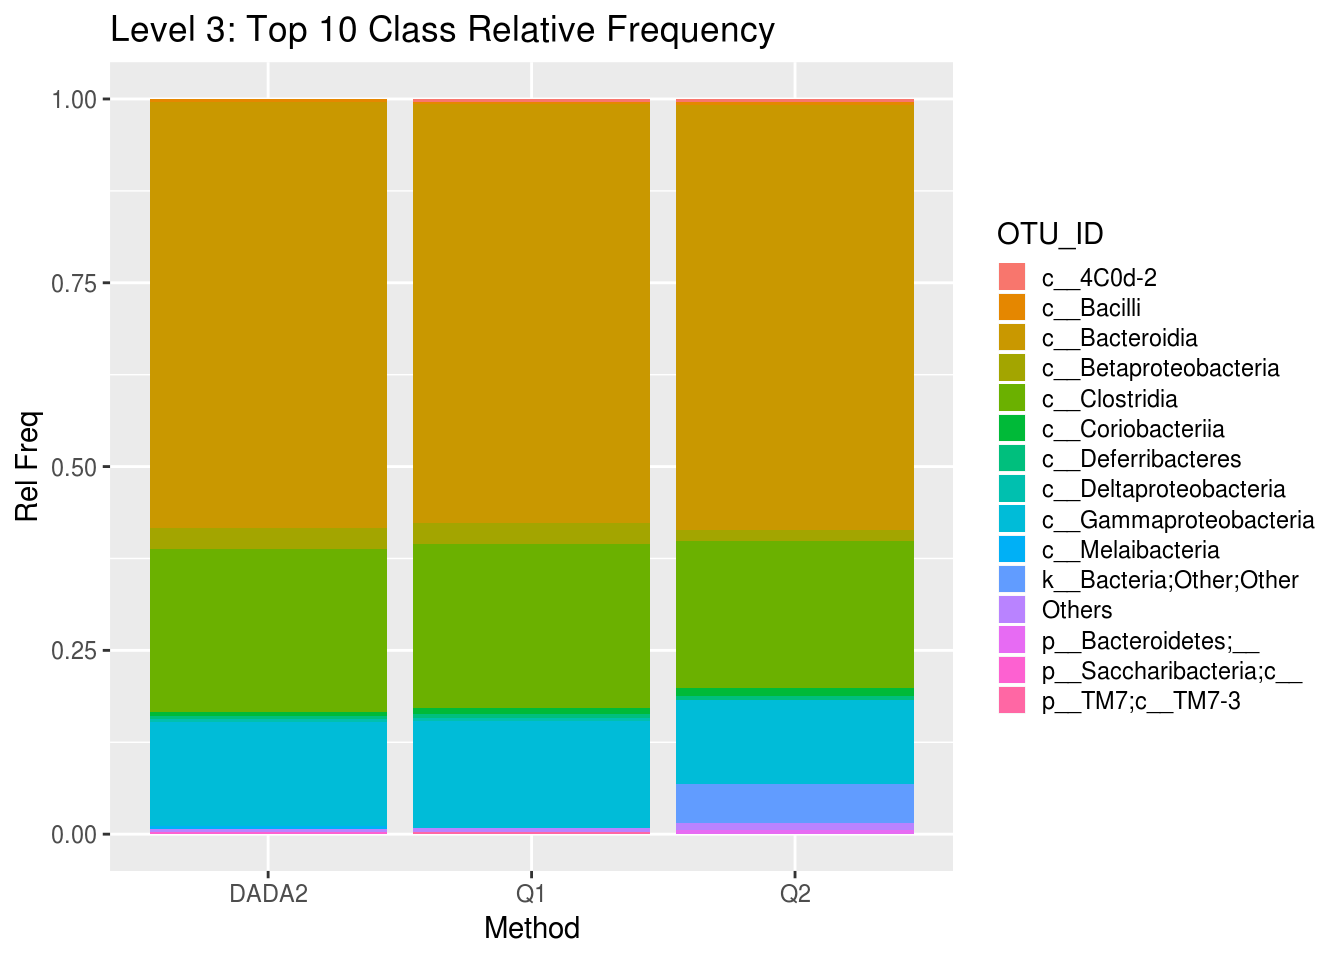 Level 3: Top 10 Class Relative Frequency
1.00
0.75
0.50
0.25
0.00
Rel Freq
DADA2
Q1
Q2
Method
OTU_ID
c__4C0d-2
c__Bacilli
c__Bacteroidia
c__Betaproteobacteria
c__Clostridia
c__Coriobacteriia
c__Deferribacteres
c__Deltaproteobacteria
c__Gammaproteobacteria
c__Melaibacteria
k__Bacteria;Other;Other
Others
p__Bacteroidetes;__
p__Saccharibacteria;c__
p__TM7;c__TM7-3